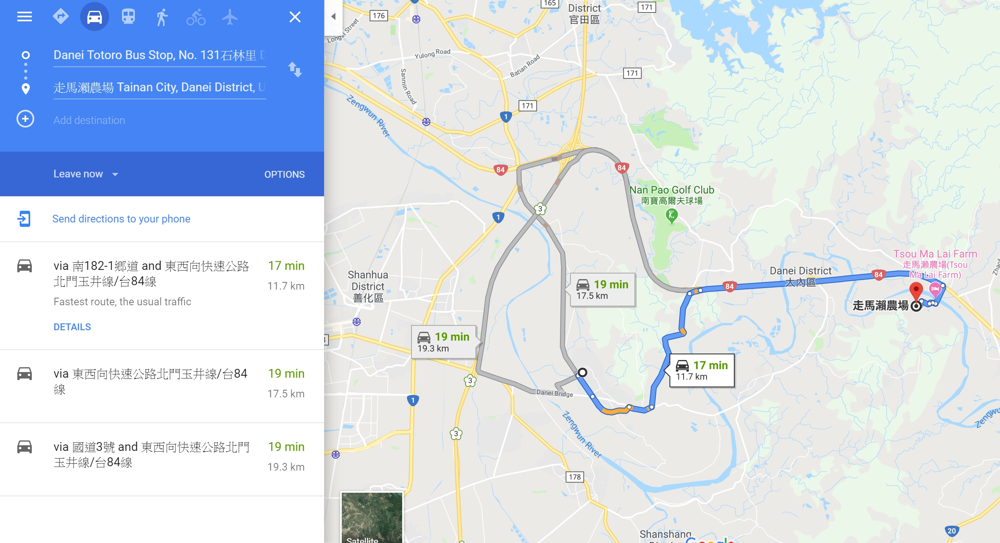 Danei Totoro Bus Stop, No. 131石林里
走馬瀨農場 Tainan City, Danei District,
Add destination
Leave now
OPTIONS
Send directions to your phone
via 南182-1鄉道 and 東西向快速公路
北門玉井線/台84線
17 min
11.7 km
Fastest route, the usual traffic
DETAILS
via 東西向快速公路北門玉井線/台84
線
19 min
17.5 km
via 國道3號 and 東西向快速公路北門
玉井線/台84線
19 min
19.3 km
165
District
官田區
171
176
Longxi Street
Yulong Road
Batian Road
Sanmin Road
171
Zengwun River
171
1
84
84
Nan Pao Golf Club
南寶高爾夫球場
3
1
Tsou Ma Lai Farm
走馬瀨農場(Tsou
Ma Lai Farm)
Shanhua
District
善化區
Danei District
大內區
84
84
19 min
17.5 km
走馬瀨農場
19 min
19.3 km
17 min
11.7 km
3
Danei Bridge
1
Zengwun River
3
178
Satellite
Shanshang
Google
20